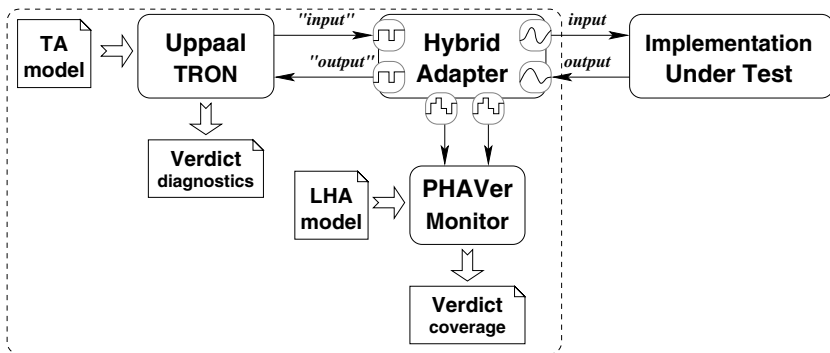 TA
model
Uppaal
TRON
"input"
"output"
Hybrid
Adapter
input
output
Implementation
Under Test
Verdict
diagnostics
LHA
model
PHAVer
Monitor
Verdict
coverage